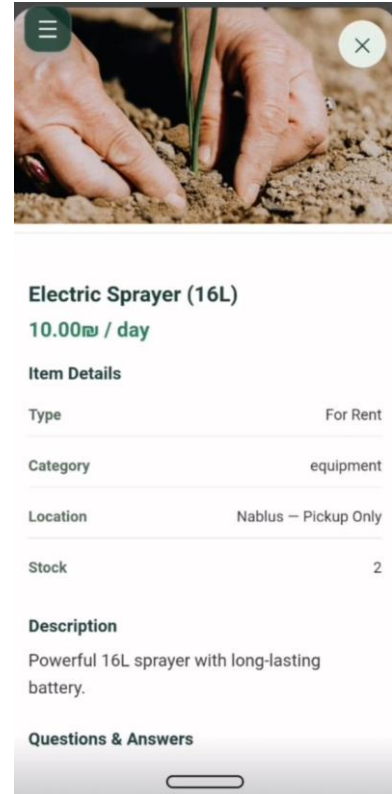 Electric Sprayer (16L)
10.00₪ / day
Item Details
Type For Rent
Category equipment
Location Nablus — Pickup Only
Stock 2
Description
Powerful 16L sprayer with long-lasting
battery.
Questions & Answers